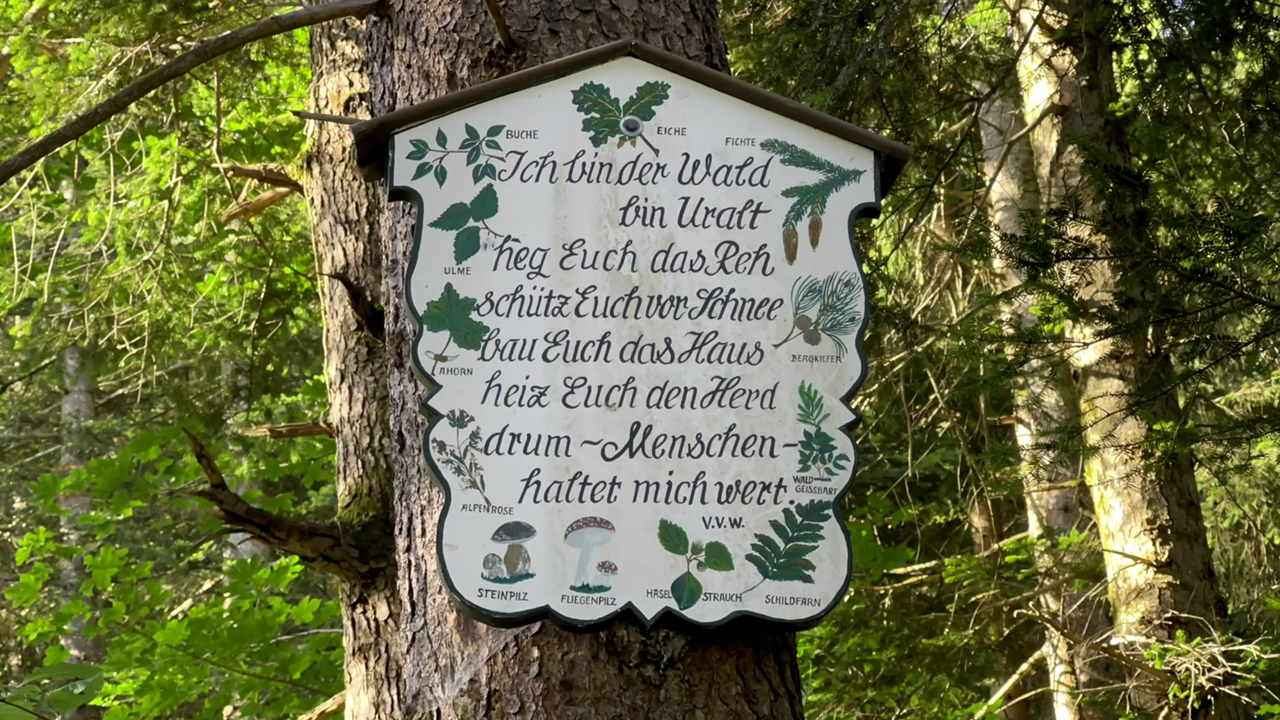 BUCHE
EICHE
FICHTE
Ich bin der Wald
bin Uralt
heg Euch das Reh
ULME
schütz Euch vor Schnee
bau Euch das Haus
BERGKIEFER
AHORN
heiz Euch den Herd
drum ~ Menschen -
haltet mich wert.
WALD-
GEISSBART
ALPENROSE
V.V.W.
STEINPILZ
FLIEGENPILZ
HASEL STRAUCH
SCHILDFARN